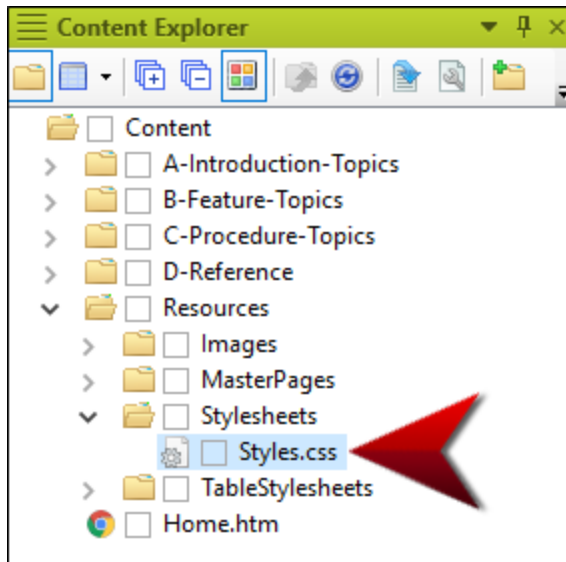 Content Explorer
Content
A-Introduction-Topics
B-Feature-Topics
C-Procedure-Topics
D-Reference
Resources
Images
MasterPages
Stylesheets
Styles.css
TableStylesheets
Home.htm